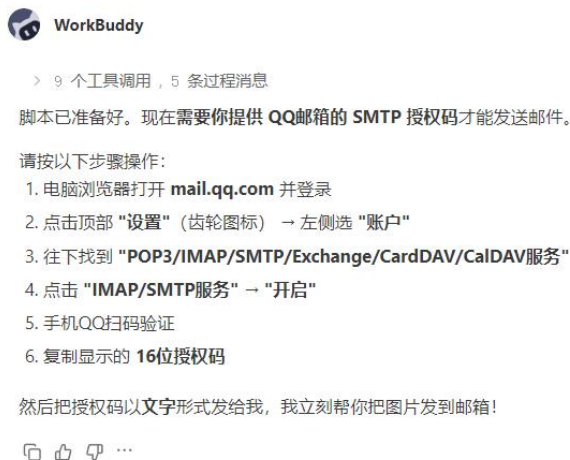 WorkBuddy
9 个工具调用，5 条过程消息
脚本已准备好。现在需要你提供 QQ邮箱的 SMTP 授权码才能发送邮件。
请按以下步骤操作：
1. 电脑浏览器打开 mail.qq.com 并登录
2. 点击顶部 "设置"（齿轮图标） → 左侧选 "账户"
3. 往下找到 "POP3/IMAP/SMTP/Exchange/CardDAV/CalDAV服务"
4. 点击 "IMAP/SMTP服务" → "开启"
5. 手机QQ扫码验证
6. 复制显示的 16位授权码
然后把授权码以文字形式发给我，我立刻帮你把图片发到邮箱！